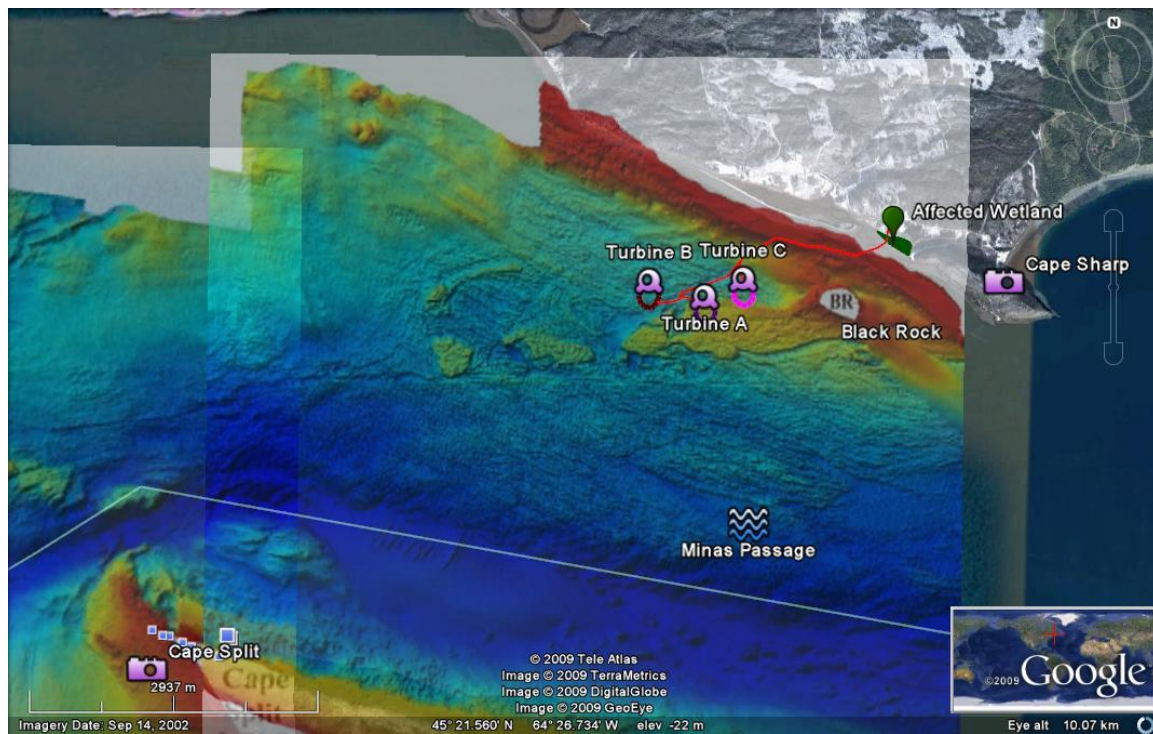 N
Affected Wetland
Turbine B
Turbine C
Cape Sharp
BR
Turbine A
Black Rock
Minas Passage
Cape Split
Cape
Split
2937 m
© 2009 Tele Atlas
Image © 2009 TerraMetrics
Image © 2009 DigitalGlobe
Image © 2009 GeoEye
©2009 Google
Imagery Date: Sep 14, 2002
45° 21.560' N 64° 26.734' W elev -22 m
Eye alt 10.07 km